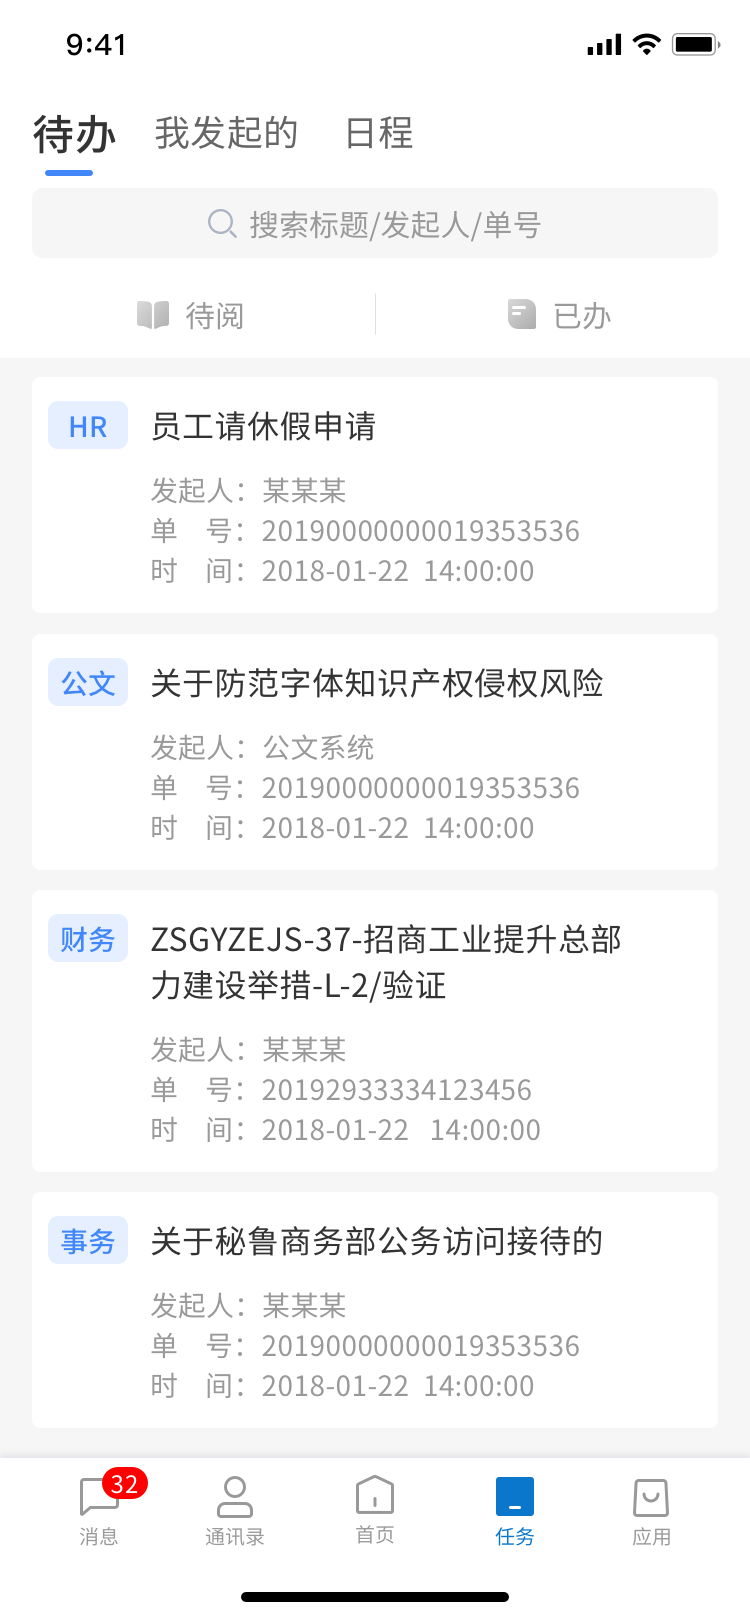 9:41
待办 我发起的 日程
搜索标题/发起人/单号
待阅 已办
HR 员工请休假申请
发起人：某某某
单 号：20190000000019353536
时 间：2018-01-22 14:00:00
公文 关于防范字体知识产权侵权风险
发起人：公文系统
单 号：20190000000019353536
时 间：2018-01-22 14:00:00
财务 ZSGYZEJS-37-招商工业提升总部
力建设举措-L-2/验证
发起人：某某某
单 号：20192933334123456
时 间：2018-01-22 14:00:00
事务 关于秘鲁商务部公务访问接待的
发起人：某某某
单 号：20190000000019353536
时 间：2018-01-22 14:00:00
32
消息 通讯录 首页 任务 应用